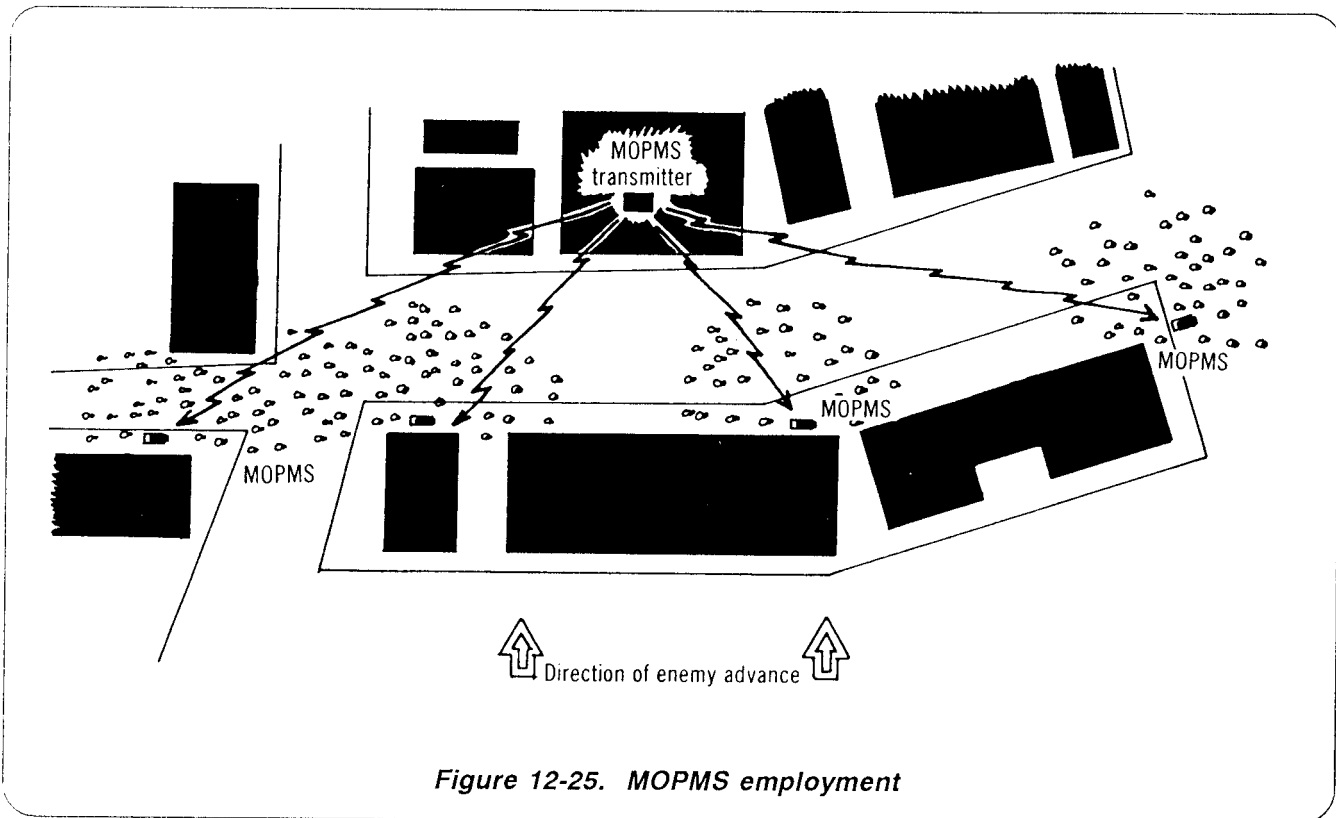 MOPMS
transmitter
MOPMS
MOPMS
MOPMS
Direction of enemy advance
Figure 12-25. MOPMS employment